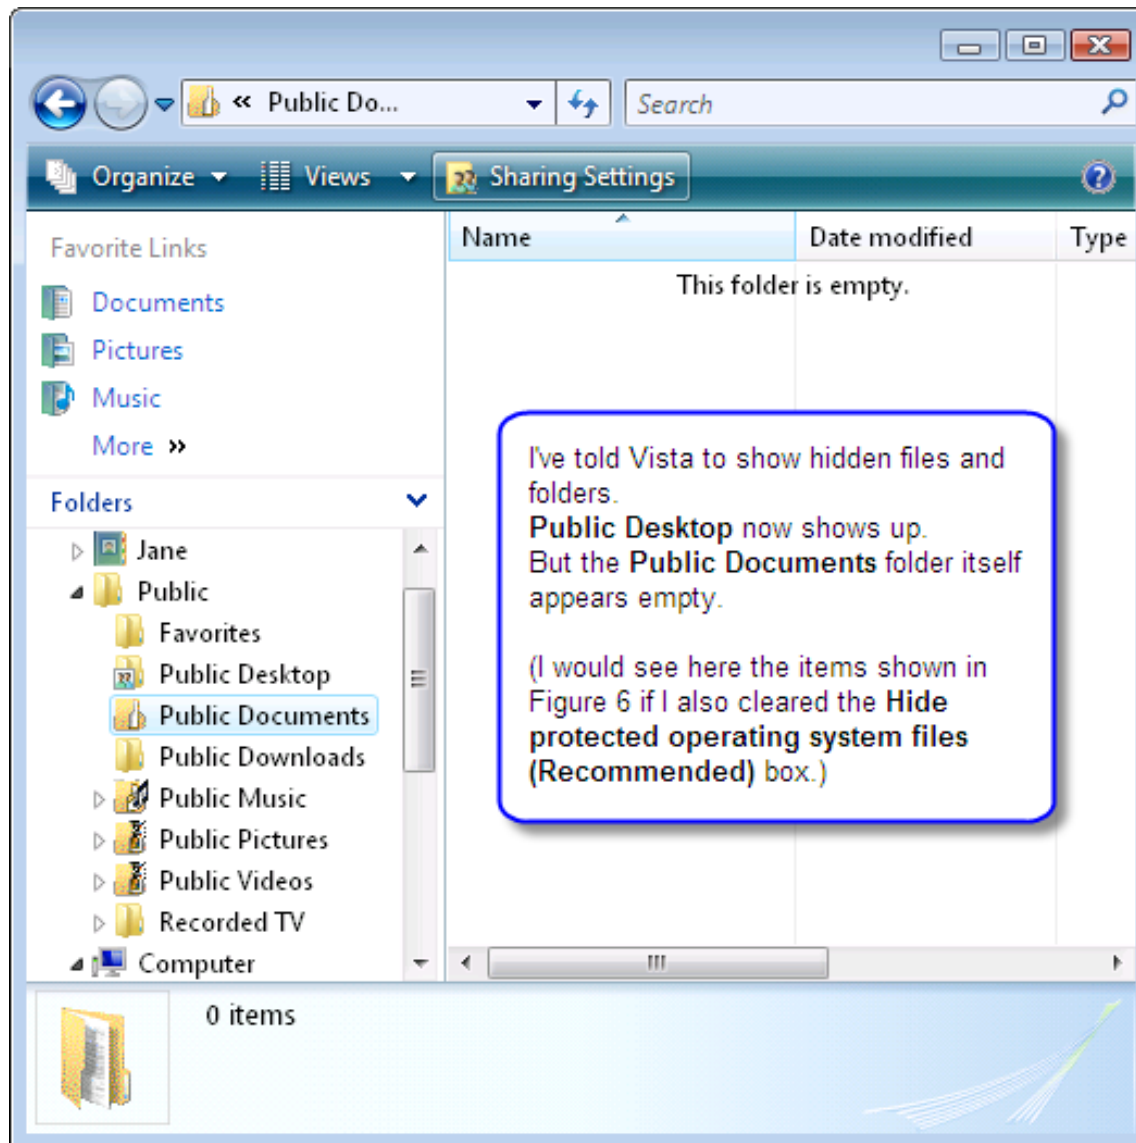 « Public Do...
Search
Organize
Views
Sharing Settings
Favorite Links
Documents
Pictures
Music
More »
Folders
Jane
Public
Favorites
Public Desktop
Public Documents
Public Downloads
Public Music
Public Pictures
Public Videos
Recorded TV
Computer
Name Date modified Type
This folder is empty.
I've told Vista to show hidden files and
folders.
Public Desktop now shows up.
But the Public Documents folder itself
appears empty.
(I would see here the items shown in
Figure 6 if I also cleared the Hide
protected operating system files
(Recommended) box.)
0 items